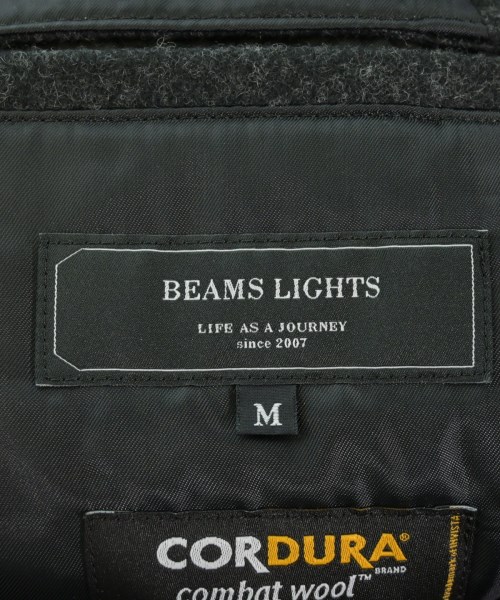 BEAMS LIGHTS
LIFE AS A JOURNEY
since 2007
M
CORDURA®
BRAND
combat wool™